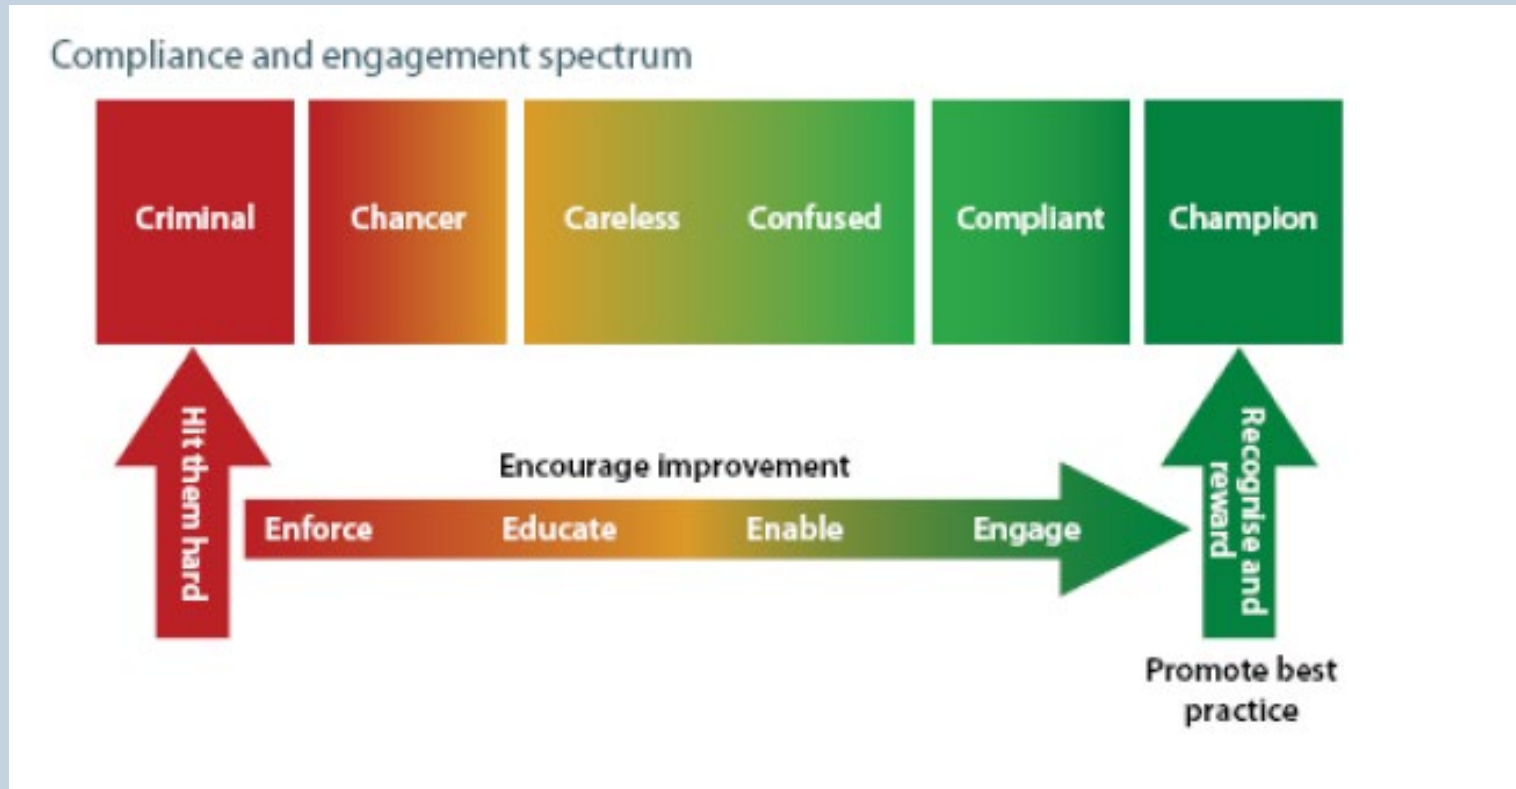 Compliance and engagement spectrum
Criminal
Chancer
Careless
Confused
Compliant
Champion
Hit them hard
Encourage improvement
Enforce
Educate
Enable
Engage
Recognise and
reward
Promote best
practice